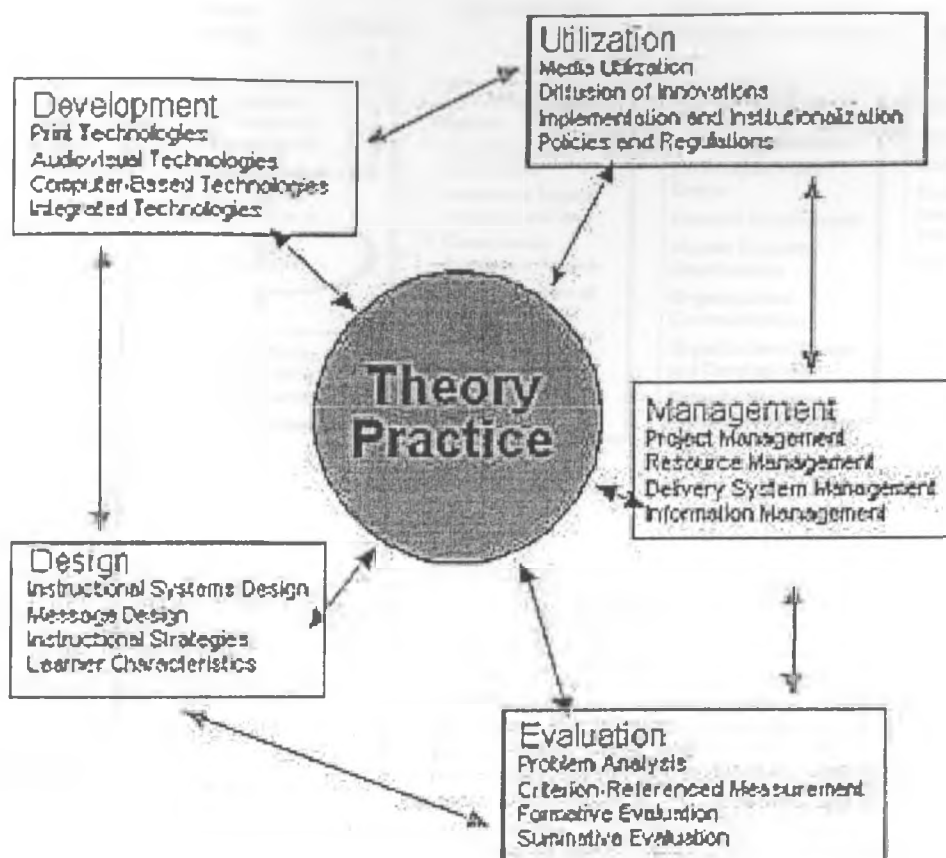 Utilization
Media Utilization
Diffusion of Innovations
Implementation and Institutionalization
Policies and Regulations
Development
Print Technologies
Audiovisual Technologies
Computer-Based Technologies
Integrated Technologies
Theory
Practice
Management
Project Management
Resource Management
Delivery System Management
Information Management
Design
Instructional Systems Design
Message Design
Instructional Strategies
Learner Characteristics
Evaluation
Problem Analysis
Criterion-Referenced Measurement
Formative Evaluation
Summative Evaluation